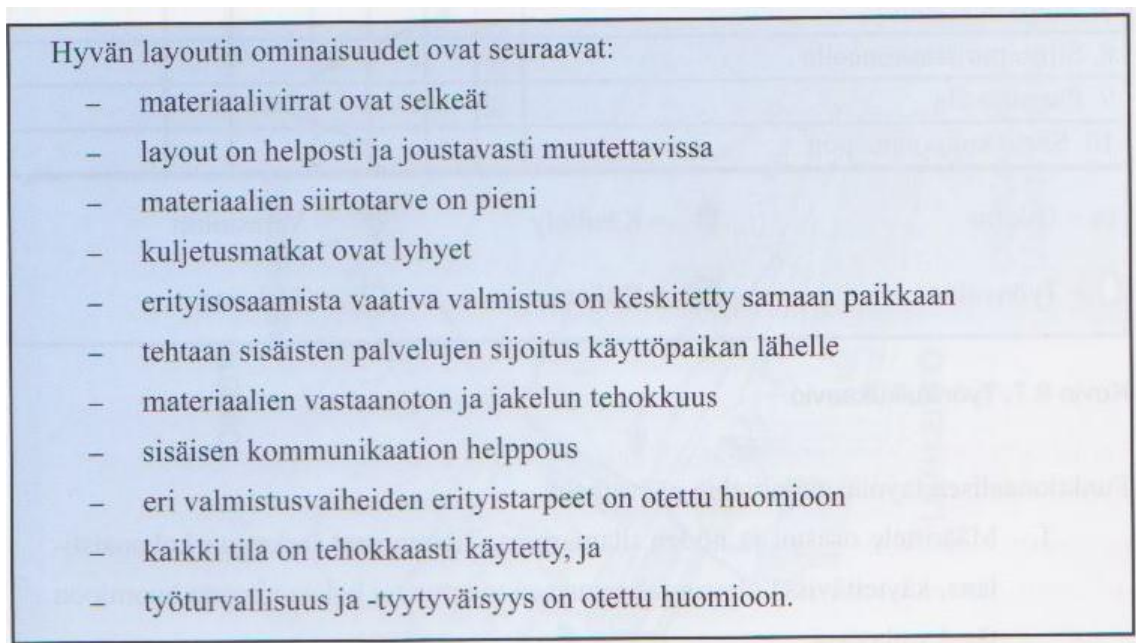 Hyvän layoutin ominaisuudet ovat seuraavat:
– materiaalivirrat ovat selkeät
– layout on helposti ja joustavasti muutettavissa
– materiaalien siirtotarve on pieni
– kuljetusmatkat ovat lyhyet
– erityisosaamista vaativa valmistus on keskitetty samaan paikkaan
– tehtaan sisäisten palvelujen sijoitus käyttöpaikan lähelle
– materiaalien vastaanoton ja jakelun tehokkuus
– sisäisen kommunikaation helppous
– eri valmistusvaiheiden erityistarpeet on otettu huomioon
– kaikki tila on tehokkaasti käytetty, ja
– työturvallisuus ja -tyytyväisyys on otettu huomioon.